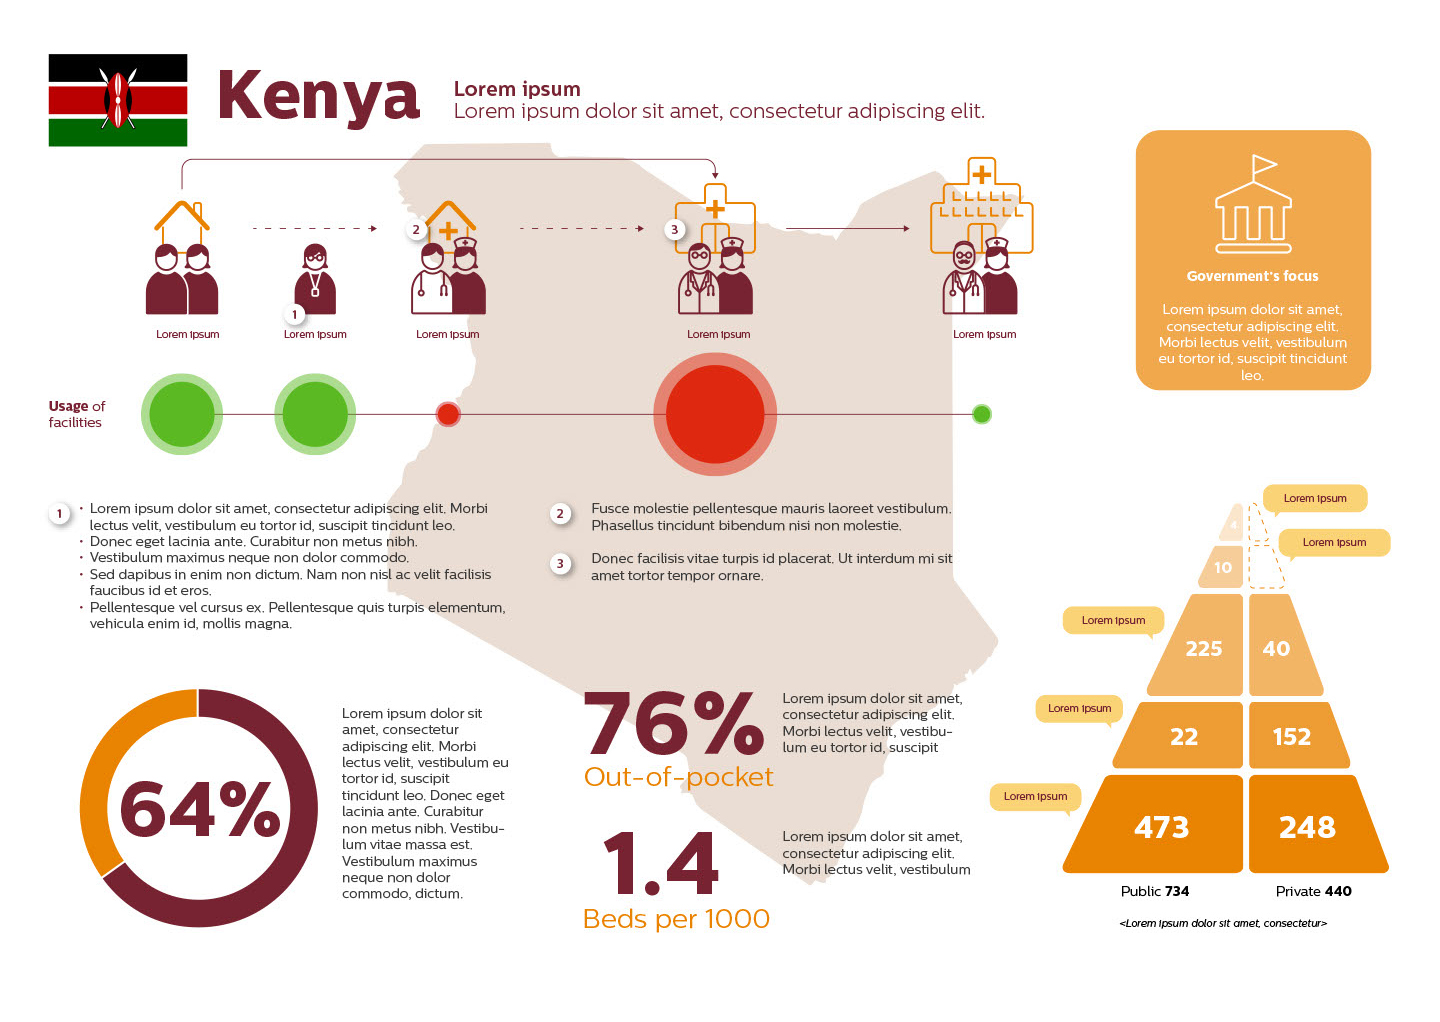 Kenya
Lorem ipsum
Lorem ipsum dolor sit amet, consectetur adipiscing elit.
2
3
1
Lorem ipsum
Lorem ipsum
Lorem ipsum
Lorem ipsum
Lorem ipsum
Government's focus
Lorem ipsum dolor sit amet,
consectetur adipiscing elit.
Morbi lectus velit, vestibulum
eu tortor id, suscipit tincidunt
leo.
Usage of
facilities
1
• Lorem ipsum dolor sit amet, consectetur adipiscing elit. Morbi
lectus velit, vestibulum eu tortor id, suscipit tincidunt leo.
• Donec eget lacinia ante. Curabitur non metus nibh.
• Vestibulum maximus neque non dolor commodo.
• Sed dapibus in enim non dictum. Nam non nisl ac velit facilisis
faucibus id et eros.
• Pellentesque vel cursus ex. Pellentesque quis turpis elementum,
vehicula enim id, mollis magna.
2
Fusce molestie pellentesque mauris laoreet vestibulum.
Phasellus tincidunt bibendum nisi non molestie.
3
Donec facilisis vitae turpis id placerat. Ut interdum mi sit
amet tortor tempor ornare.
64%
Lorem ipsum dolor sit
amet, consectetur
adipiscing elit. Morbi
lectus velit, vestibulum eu
tortor id, suscipit
tincidunt leo. Donec eget
lacinia ante. Curabitur
non metus nibh. Vestibu-
lum vitae massa est.
Vestibulum maximus
neque non dolor
commodo, dictum.
76%
Out-of-pocket
Lorem ipsum dolor sit amet,
consectetur adipiscing elit.
Morbi lectus velit, vestibu-
lum eu tortor id, suscipit
1.4
Beds per 1000
Lorem ipsum dolor sit amet,
consectetur adipiscing elit.
Morbi lectus velit, vestibulum
Lorem ipsum
4
Lorem ipsum
10
Lorem ipsum
225
40
Lorem ipsum
22
152
Lorem ipsum
473
248
Public 734
Private 440
<Lorem ipsum dolor sit amet, consectetur>